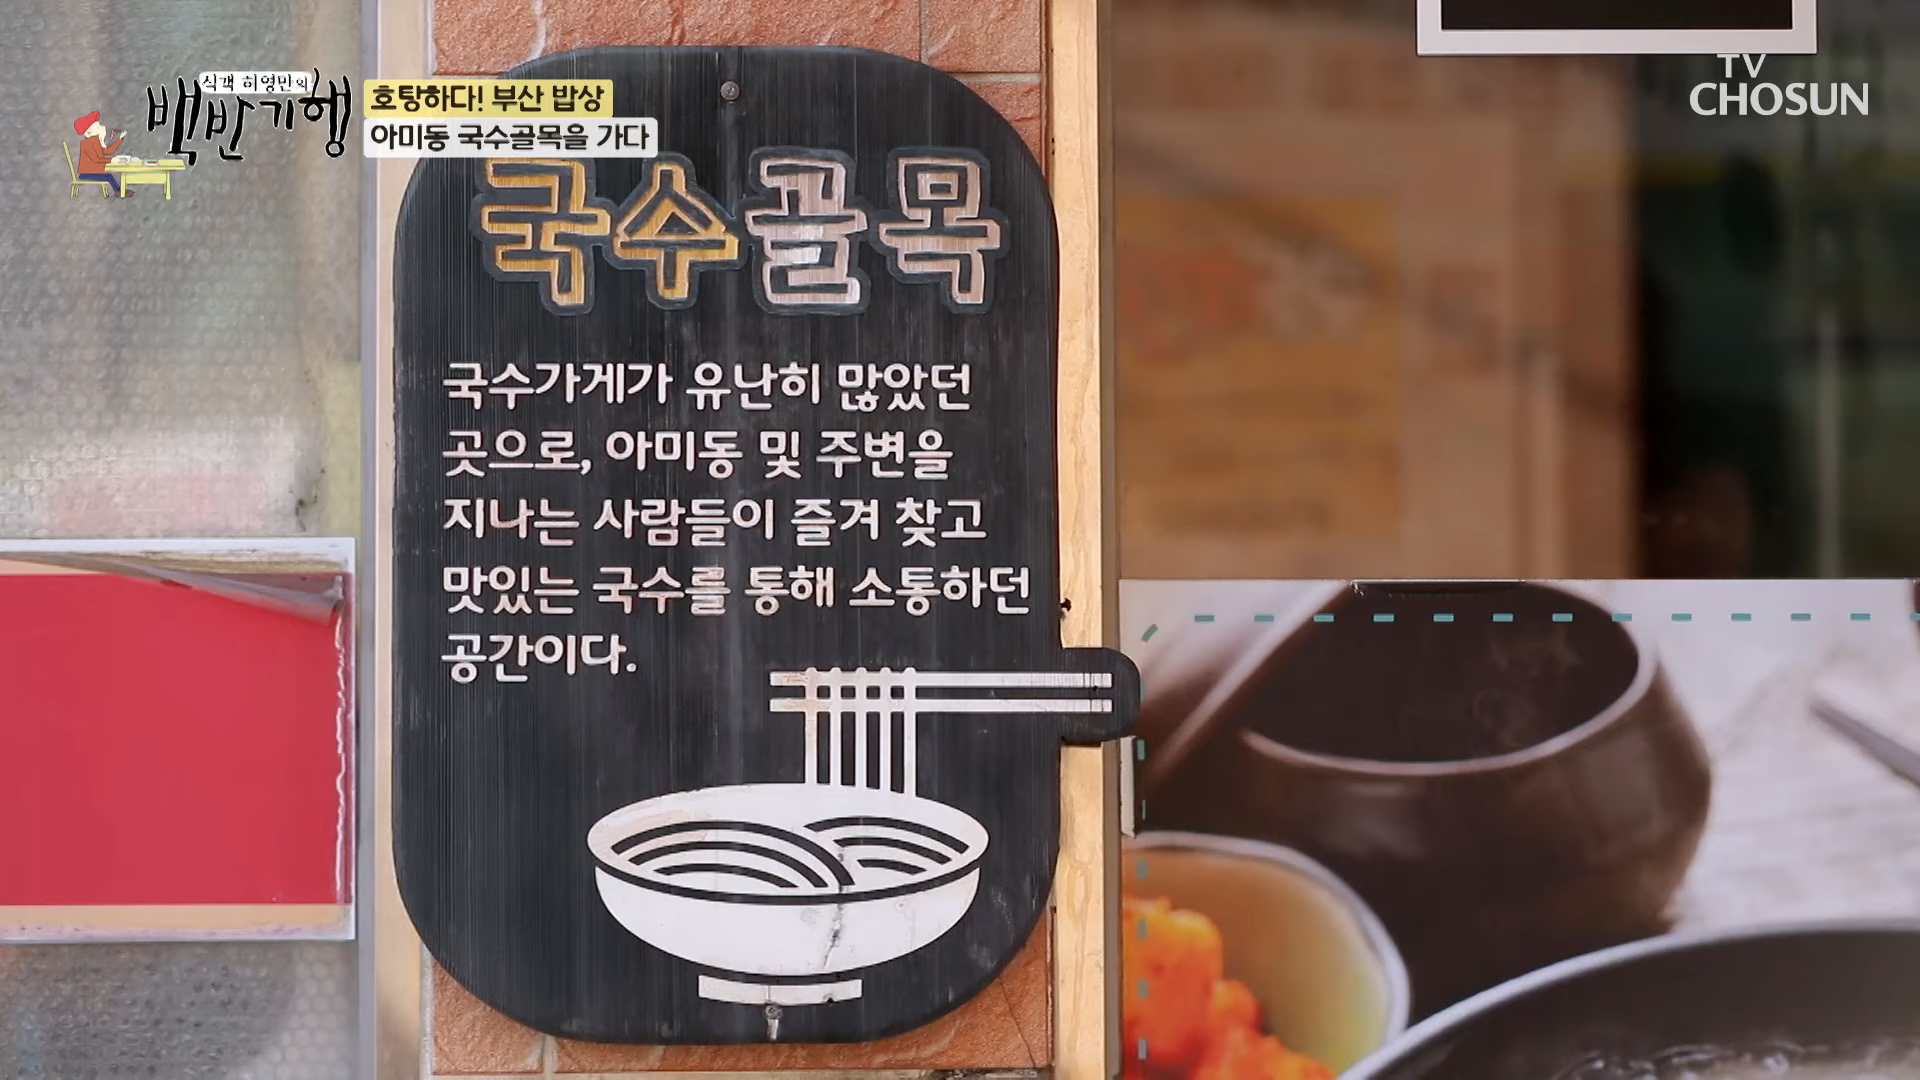 식객 허영만의
백반기행
호탕하다! 부산 밥상
아미동 국수골목을 가다
TV
CHOSUN
국수골목
국수가게가 유난히 많았던
곳으로, 아미동 및 주변을
지나는 사람들이 즐겨 찾고
맛있는 국수를 통해 소통하던
공간이다.